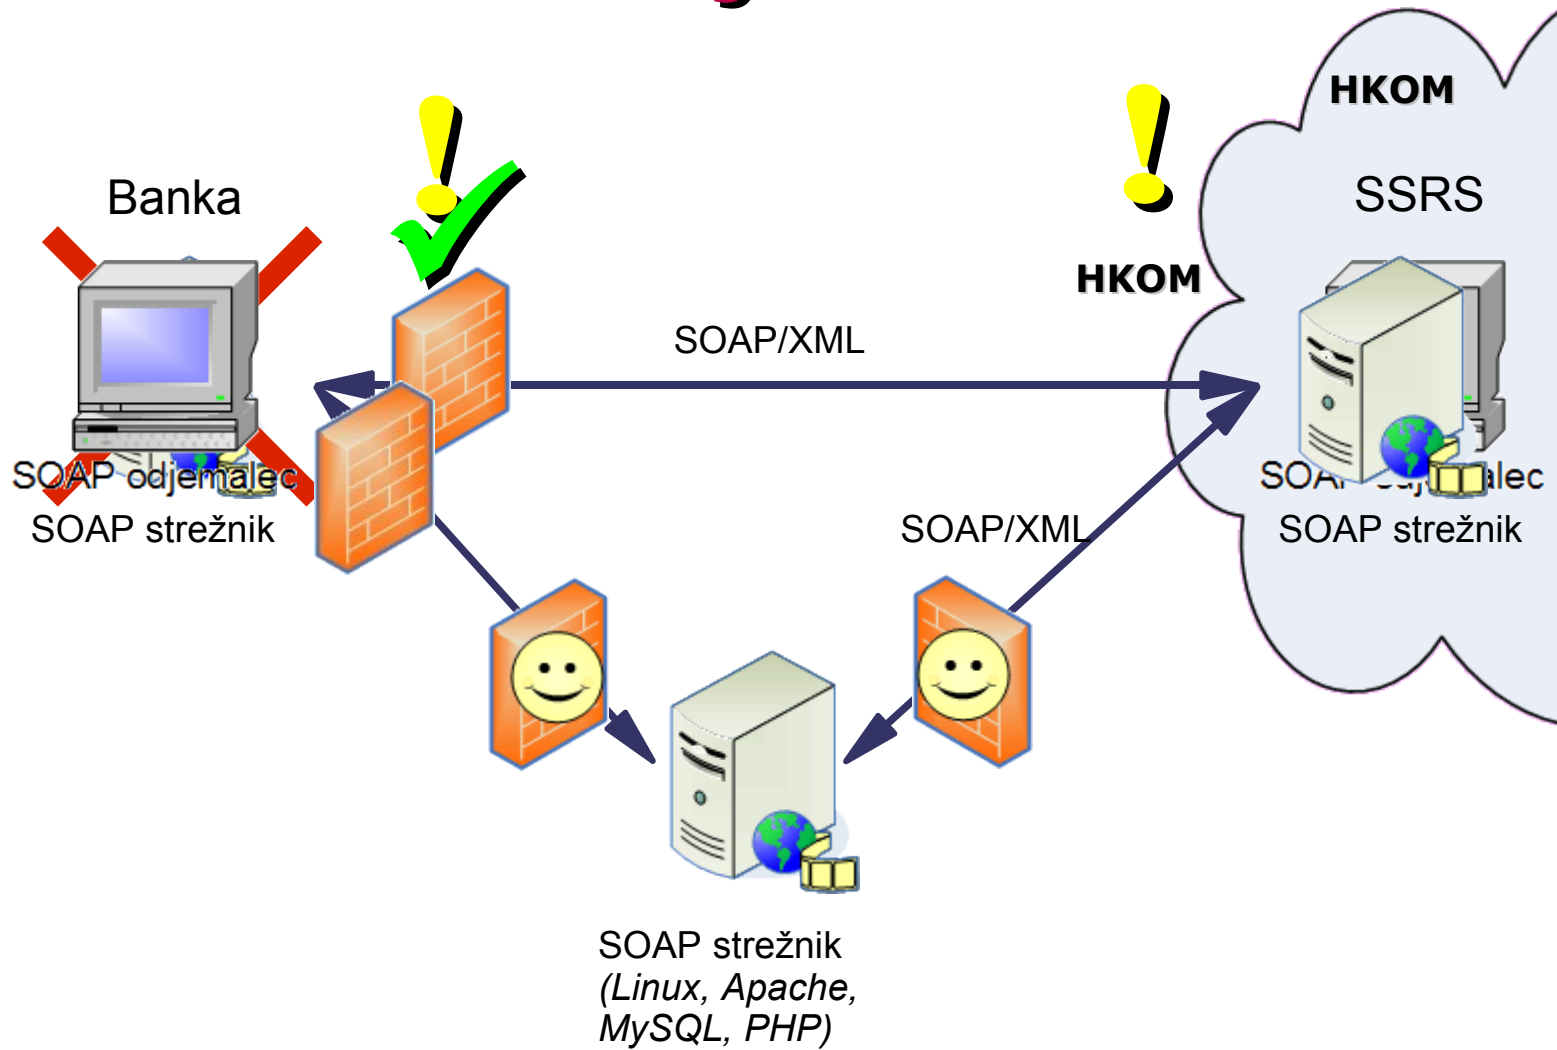 HKOM
Banka
SSRS
HKOM
SOAP/XML
SOAP odjemalec
SOAP strežnik
SOAP/XML
SOAP strežnik
SOAP strežnik
(Linux, Apache,
MySQL, PHP)